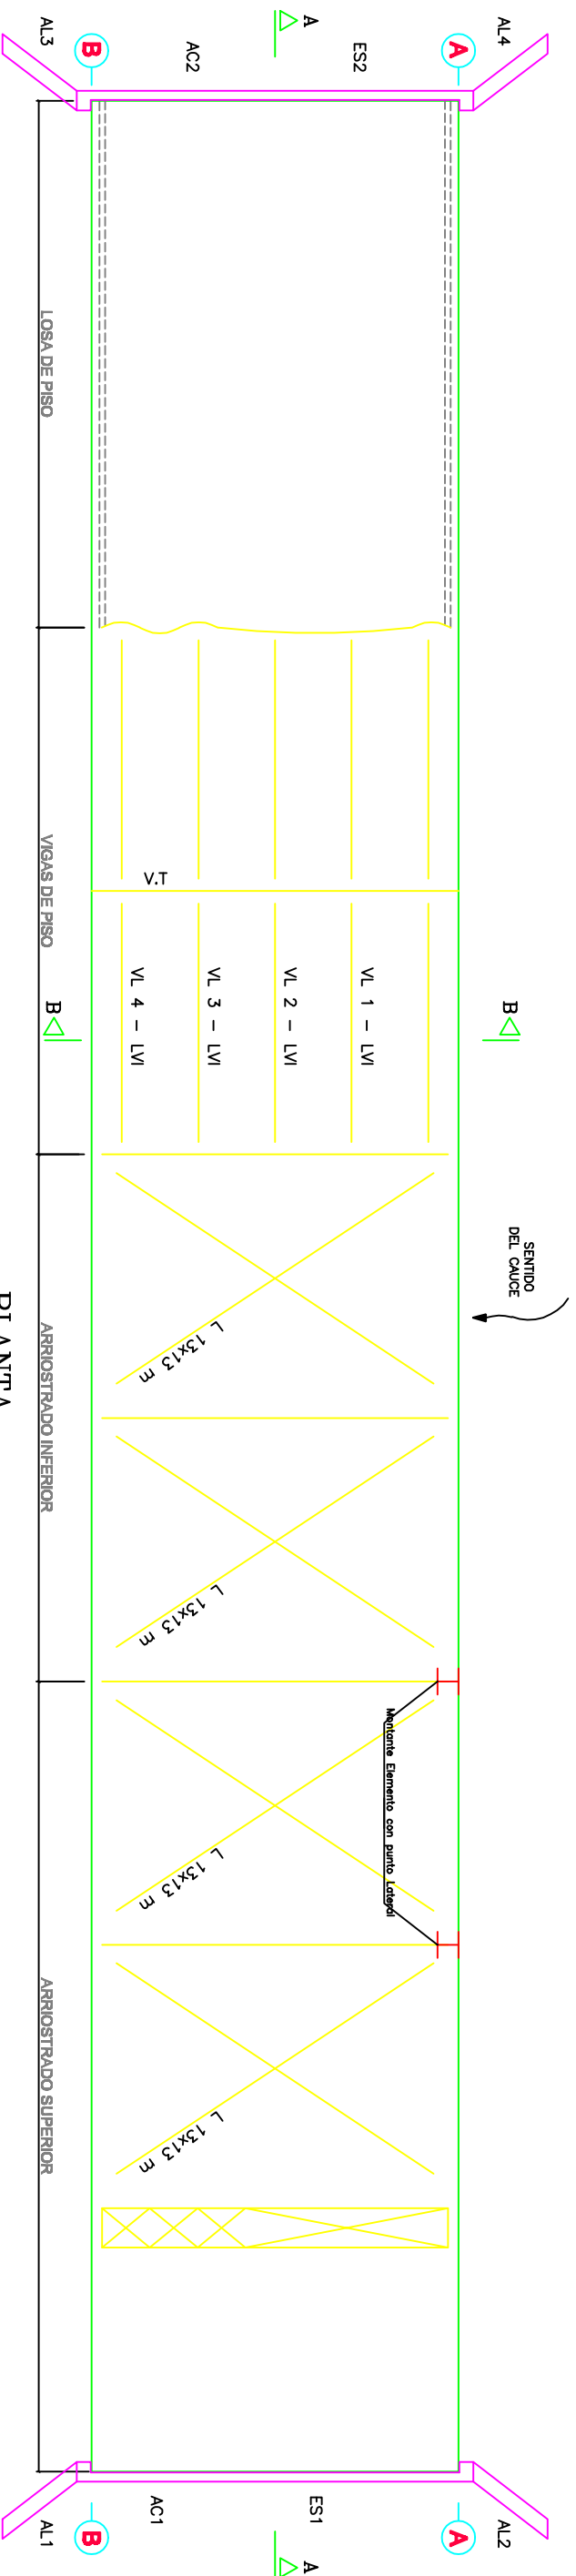 AL4
SENTIDO
DEL CAUCE
B
AL2
A
A
Montante Elemento con punto Lateral
ES2
VL 1 – LVI
ES1
A
VL 2 – LVI
A
AC2
VL 3 – LVI
L 13x13 m
L 13x13 m
L 13x13 m
L 13x13 m
V.T
VL 4 – LVI
AC1
B
B
AL3
B
AL1
LOSA DE PISO
VIGAS DE PISO
ARRIOSTRADO INFERIOR
ARRIOSTRADO SUPERIOR
PLANTA